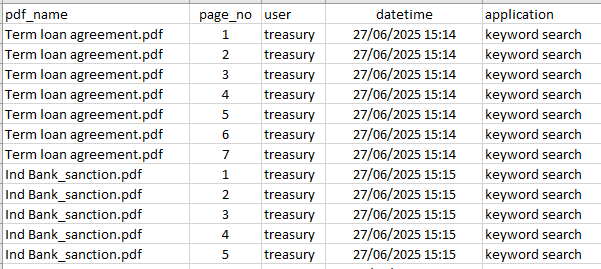 pdf_name page_no user datetime application
Term loan agreement.pdf 1 treasury 27/06/2025 15:14 keyword search
Term loan agreement.pdf 2 treasury 27/06/2025 15:14 keyword search
Term loan agreement.pdf 3 treasury 27/06/2025 15:14 keyword search
Term loan agreement.pdf 4 treasury 27/06/2025 15:14 keyword search
Term loan agreement.pdf 5 treasury 27/06/2025 15:14 keyword search
Term loan agreement.pdf 6 treasury 27/06/2025 15:14 keyword search
Term loan agreement.pdf 7 treasury 27/06/2025 15:14 keyword search
Ind Bank_sanction.pdf 1 treasury 27/06/2025 15:15 keyword search
Ind Bank_sanction.pdf 2 treasury 27/06/2025 15:15 keyword search
Ind Bank_sanction.pdf 3 treasury 27/06/2025 15:15 keyword search
Ind Bank_sanction.pdf 4 treasury 27/06/2025 15:15 keyword search
Ind Bank_sanction.pdf 5 treasury 27/06/2025 15:15 keyword search